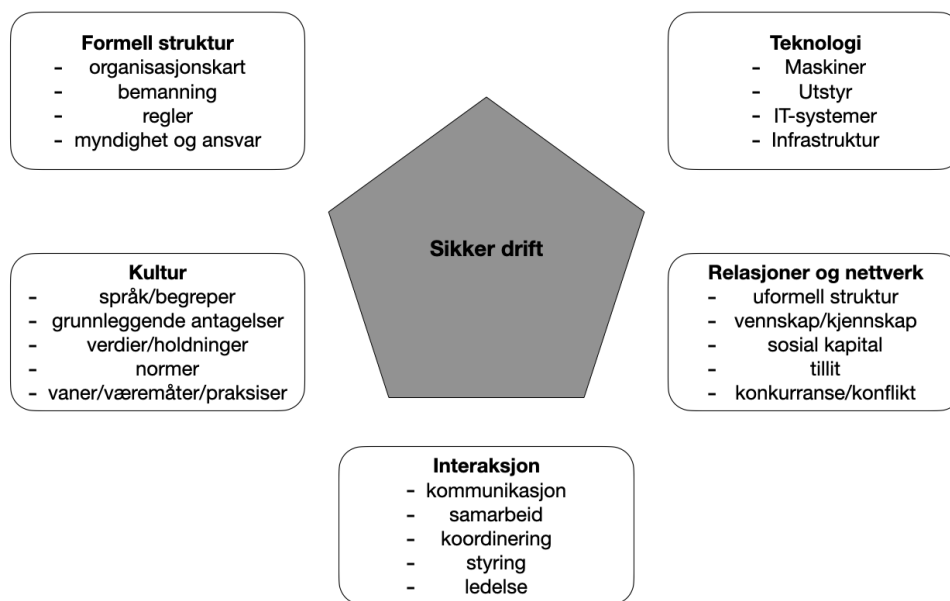 Formell struktur
- organisasjonskart
- bemanning
- regler
- myndighet og ansvar
Teknologi
- Maskiner
- Utstyr
- IT-systemer
- Infrastruktur
Sikker drift
Kultur
- språk/begreper
- grunnleggende antagelser
- verdier/holdninger
- normer
- vaner/væremåter/praksiser
Relasjoner og nettverk
- uformell struktur
- vennskap/kjennskap
- sosial kapital
- tillit
- konkurranse/konflikt
Interaksjon
- kommunikasjon
- samarbeid
- koordinering
- styring
- ledelse